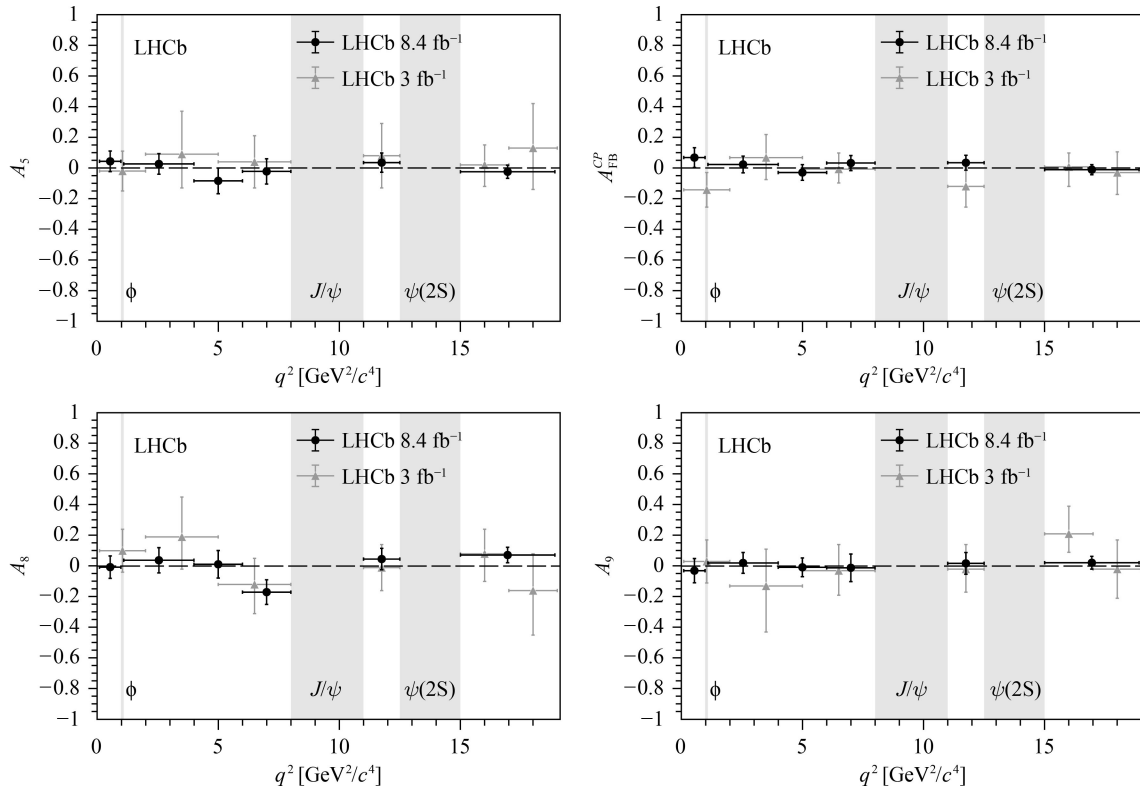 1
0.8
0.6
0.4
0.2
0
−0.2
−0.4
−0.6
−0.8
−1
A₅
LHCb
LHCb 8.4 fb⁻¹
LHCb 3 fb⁻¹
ϕ
J/ψ
ψ(2S)
0 5 10 15
q² [GeV²/c⁴]
1
0.8
0.6
0.4
0.2
0
−0.2
−0.4
−0.6
−0.8
−1
A_FB^CP
LHCb
LHCb 8.4 fb⁻¹
LHCb 3 fb⁻¹
ϕ
J/ψ
ψ(2S)
0 5 10 15
q² [GeV²/c⁴]
1
0.8
0.6
0.4
0.2
0
−0.2
−0.4
−0.6
−0.8
−1
A₈
LHCb
LHCb 8.4 fb⁻¹
LHCb 3 fb⁻¹
ϕ
J/ψ
ψ(2S)
0 5 10 15
q² [GeV²/c⁴]
1
0.8
0.6
0.4
0.2
0
−0.2
−0.4
−0.6
−0.8
−1
A₉
LHCb
LHCb 8.4 fb⁻¹
LHCb 3 fb⁻¹
ϕ
J/ψ
ψ(2S)
0 5 10 15
q² [GeV²/c⁴]